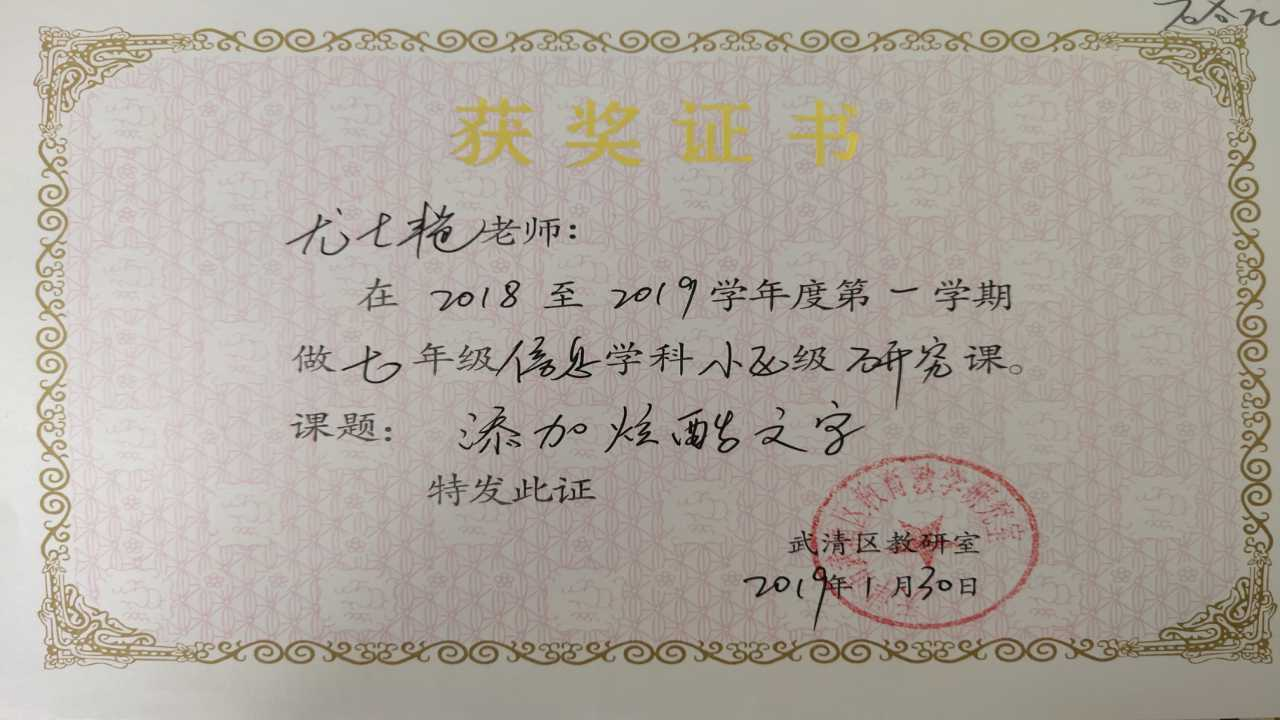 获奖证书
尤七艳老师：
在 2018 至 2019 学年度第一学期
做七年级信息学科小区级研究课。
课题： 添加炫酷文字
特发此证
武清区教研室
2019年1月30日